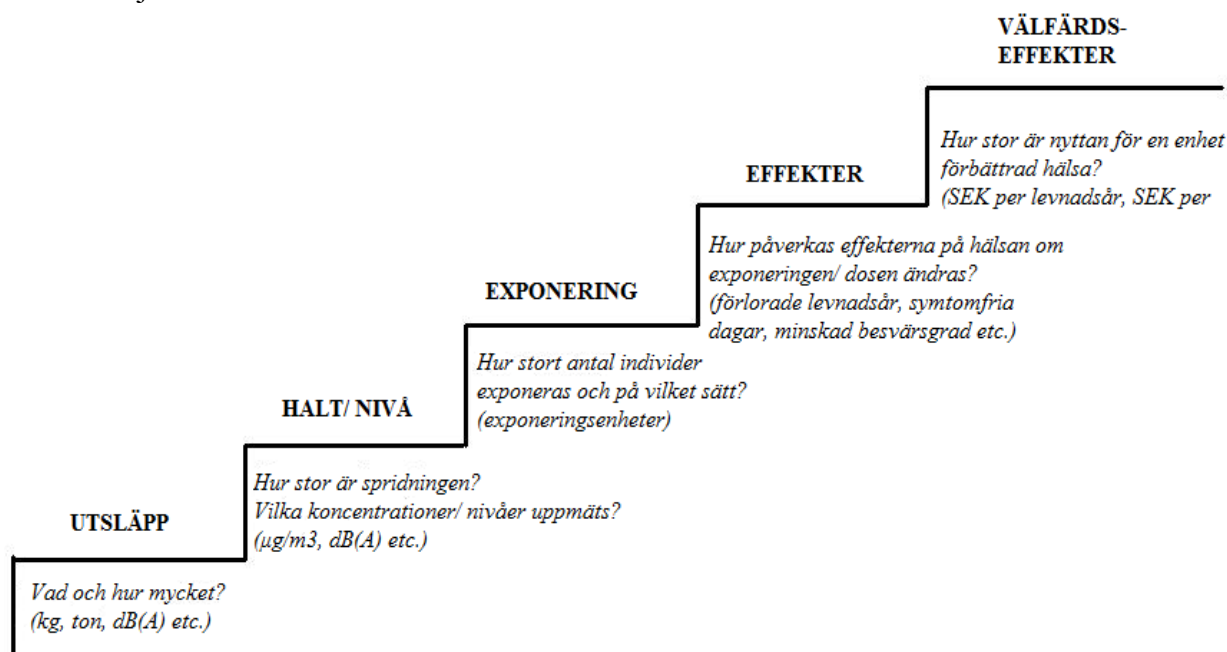 VÄLFÄRDS-
EFFEKTER
Hur stor är nyttan för en enhet
förbättrad hälsa?
(SEK per levnadsår, SEK per
EFFEKTER
Hur påverkas effekterna på hälsan om
exponeringen/ dosen ändras?
(förlorade levnadsår, symtomfria
dagar, minskad besvärsgrad etc.)
EXPONERING
Hur stort antal individer
exponeras och på vilket sätt?
(exponeringsenheter)
HALT/ NIVÅ
Hur stor är spridningen?
Vilka koncentrationer/ nivåer uppmäts?
(µg/m3, dB(A) etc.)
UTSLÄPP
Vad och hur mycket?
(kg, ton, dB(A) etc.)